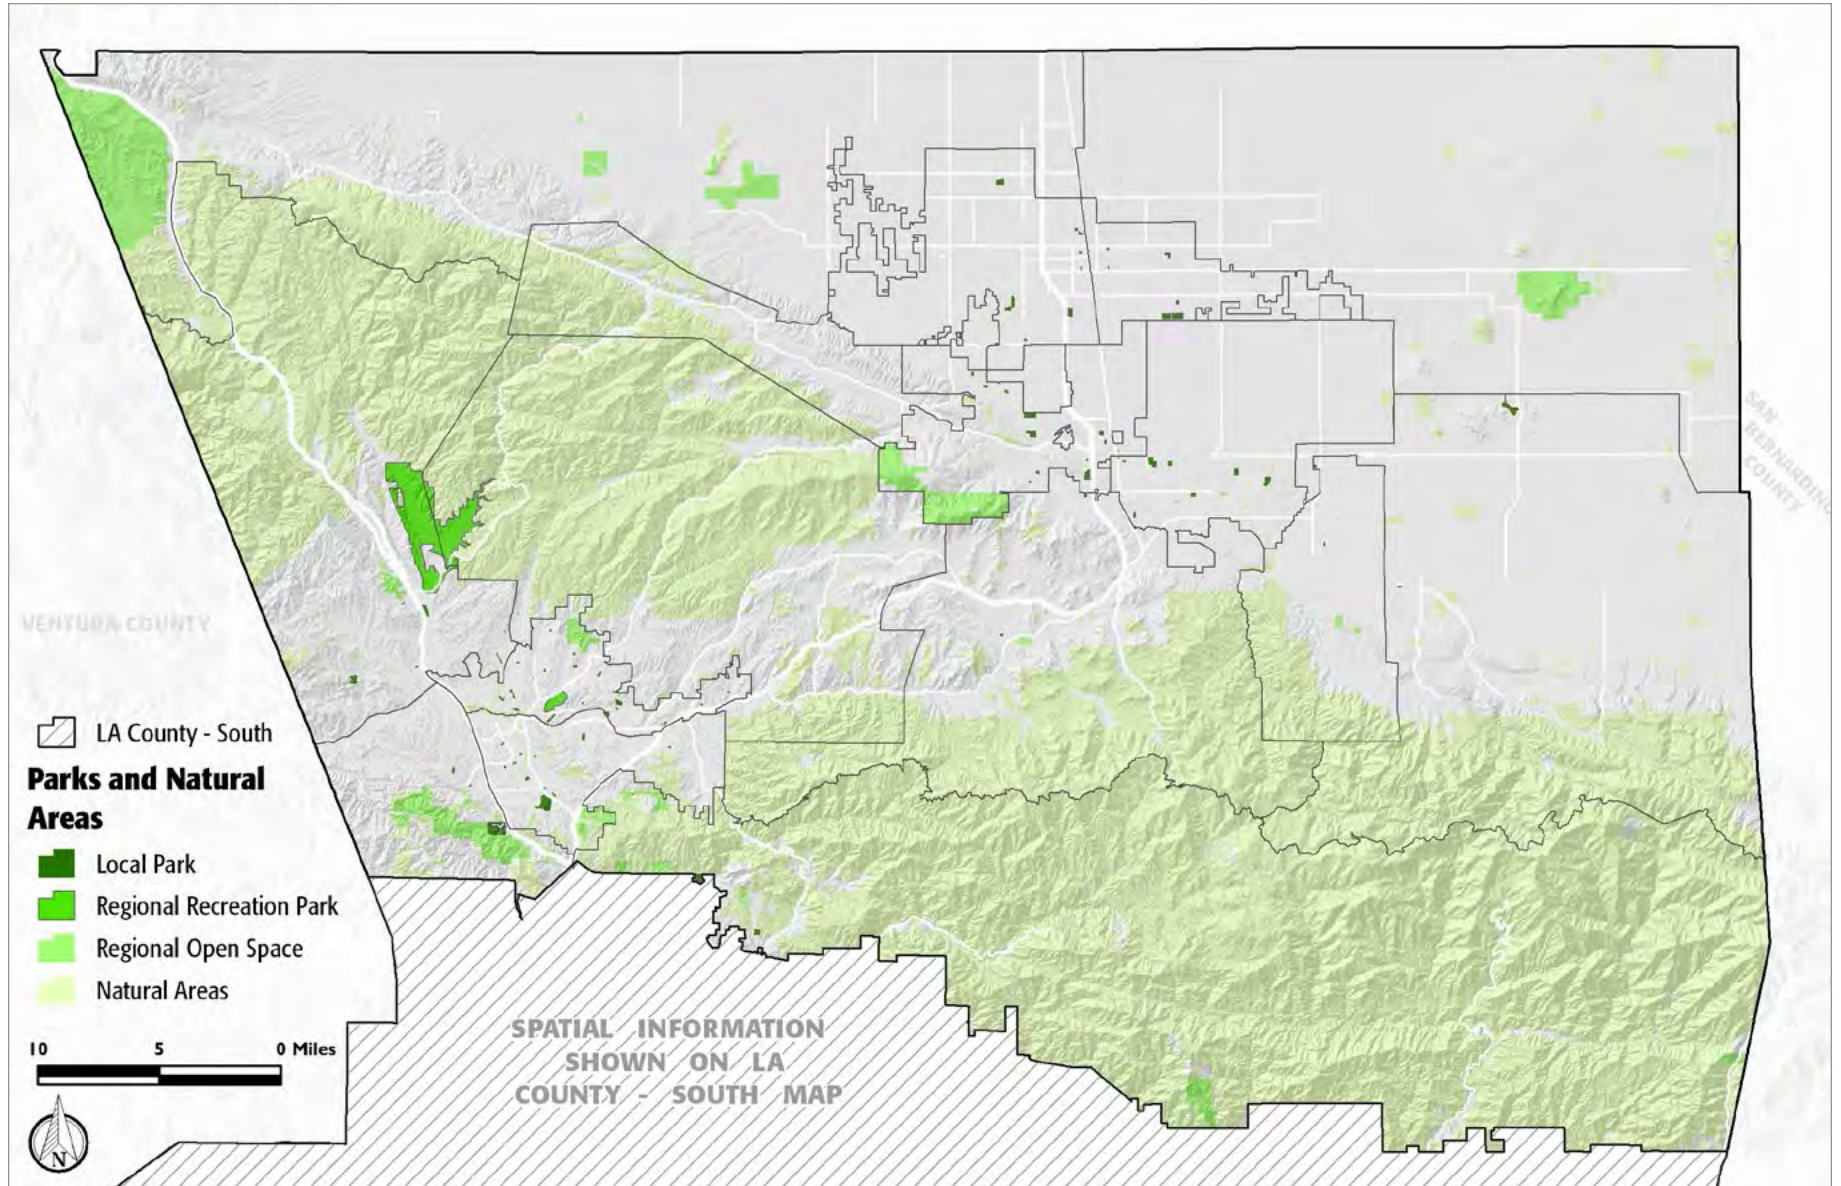 SAN
BERNARDINO
COUNTY
VENTURA COUNTY
LA County - South
Parks and Natural
Areas
Local Park
Regional Recreation Park
Regional Open Space
Natural Areas
10 5 0 Miles
N
SPATIAL INFORMATION
SHOWN ON LA
COUNTY - SOUTH MAP